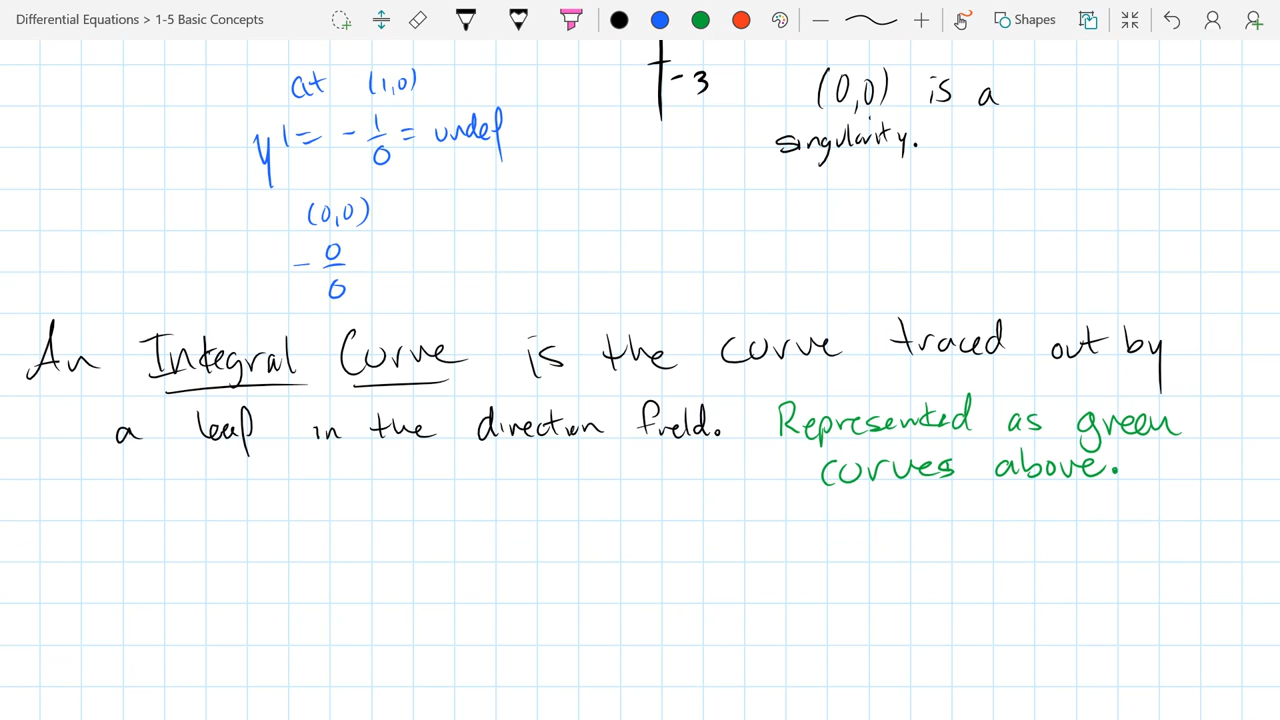 Differential Equations > 1-5 Basic Concepts
Shapes
at (1,0)
y' = - 1/0 = undef
(0,0)
- 0/0
-3
(0,0) is a
singularity.
An Integral Curve is the curve traced out by
a leaf in the direction field. Represented as green
curves above.